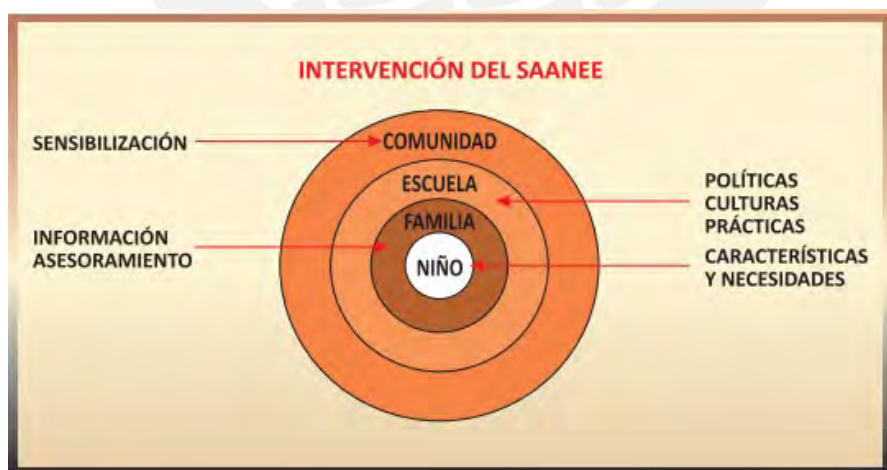 INTERVENCIÓN DEL SAANEE
SENSIBILIZACIÓN
COMUNIDAD
ESCUELA
POLÍTICAS
CULTURAS
PRÁCTICAS
FAMILIA
INFORMACIÓN
ASESORAMIENTO
NIÑO
CARACTERÍSTICAS
Y NECESIDADES